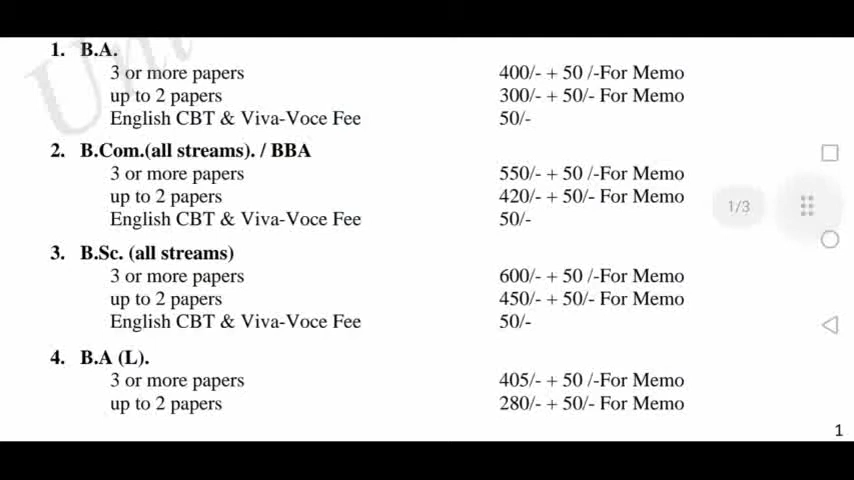 1. B.A.
3 or more papers 400/- + 50 /-For Memo
up to 2 papers 300/- + 50/- For Memo
English CBT & Viva-Voce Fee 50/-
2. B.Com.(all streams). / BBA
3 or more papers 550/- + 50 /-For Memo
up to 2 papers 420/- + 50/- For Memo
English CBT & Viva-Voce Fee 50/-
1/3
3. B.Sc. (all streams)
3 or more papers 600/- + 50 /-For Memo
up to 2 papers 450/- + 50/- For Memo
English CBT & Viva-Voce Fee 50/-
4. B.A (L).
3 or more papers 405/- + 50 /-For Memo
up to 2 papers 280/- + 50/- For Memo
1